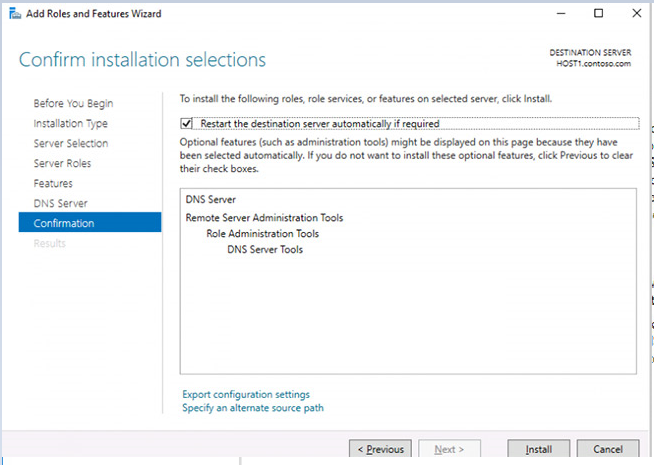 Add Roles and Features Wizard
Confirm installation selections
DESTINATION SERVER
HOST1.contoso.com
Before You Begin
Installation Type
Server Selection
Server Roles
Features
DNS Server
Confirmation
Results
To install the following roles, role services, or features on selected server, click Install.
Restart the destination server automatically if required
Optional features (such as administration tools) might be displayed on this page because they have
been selected automatically. If you do not want to install these optional features, click Previous to clear
their check boxes.
DNS Server
Remote Server Administration Tools
Role Administration Tools
DNS Server Tools
Export configuration settings
Specify an alternate source path
< Previous
Next >
Install
Cancel